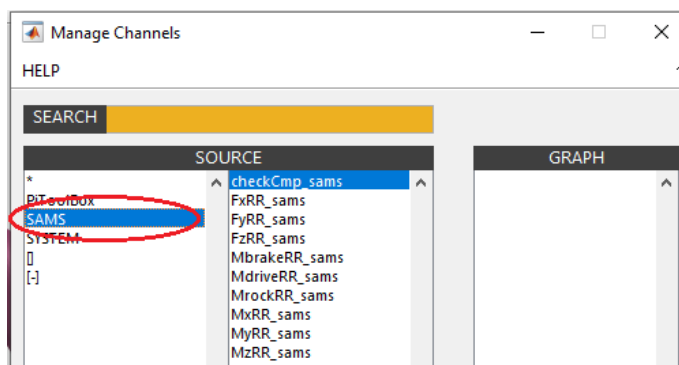 Manage Channels
HELP
SEARCH
SOURCE
*
PiToolBox
SAMS
SYSTEM
[]
[-]
checkCmp_sams
FxRR_sams
FyRR_sams
FzRR_sams
MbrakeRR_sams
MdriveRR_sams
MrockRR_sams
MxRR_sams
MyRR_sams
MzRR_sams
GRAPH